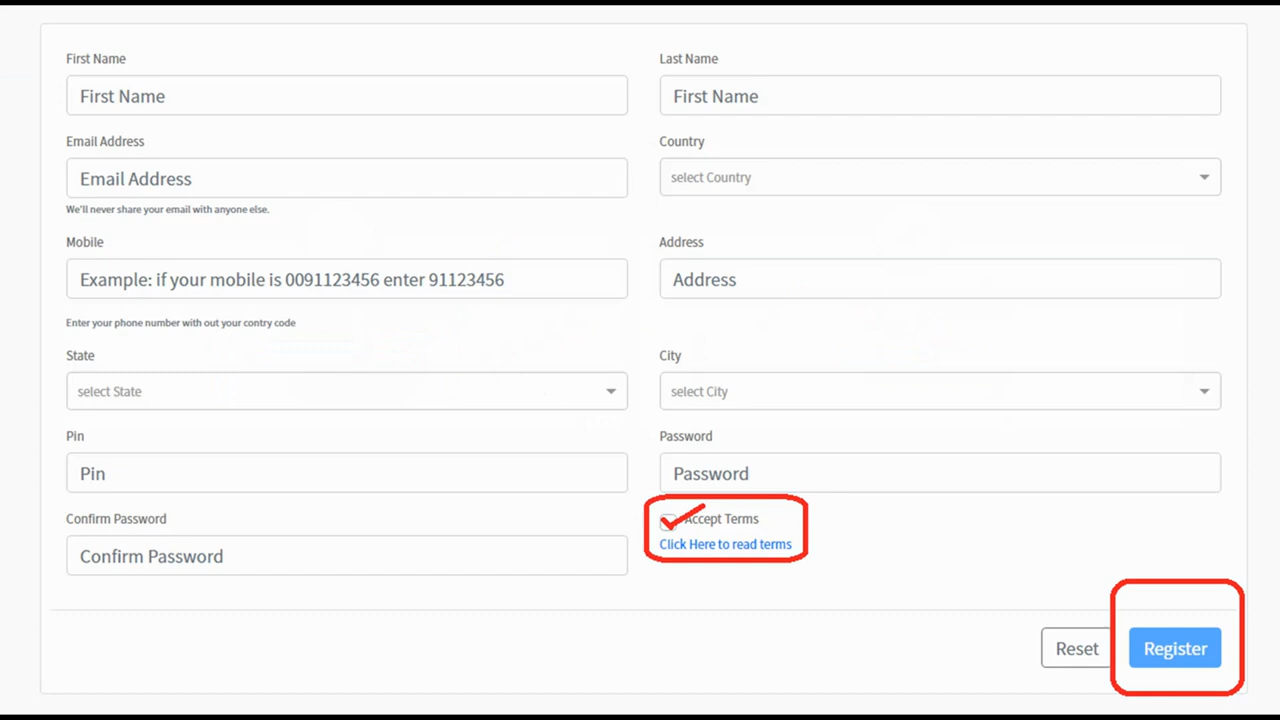 First Name
Last Name
First Name
First Name
Email Address
Country
Email Address
select Country
We'll never share your email with anyone else.
Mobile
Address
Example: if your mobile is 0091123456 enter 91123456
Address
Enter your phone number with out your contry code
State
City
select State
select City
Pin
Password
Pin
Password
Confirm Password
Accept Terms
Click Here to read terms
Confirm Password
Reset
Register